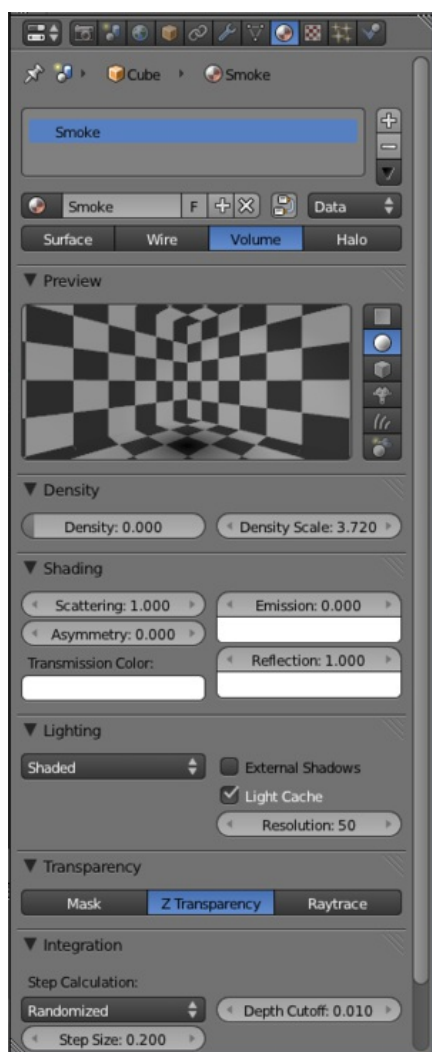 Cube Smoke
Smoke
Smoke F Data
Surface Wire Volume Halo
Preview
Density
Density: 0.000 Density Scale: 3.720
Shading
Scattering: 1.000 Emission: 0.000
Asymmetry: 0.000
Transmission Color: Reflection: 1.000
Lighting
Shaded External Shadows
Light Cache
Resolution: 50
Transparency
Mask Z Transparency Raytrace
Integration
Step Calculation:
Randomized Depth Cutoff: 0.010
Step Size: 0.200